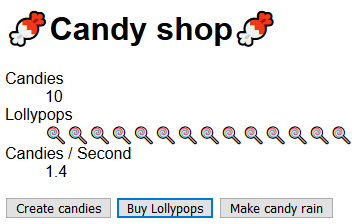 Candy shop
Candies
10
Lollypops
Candies / Second
1.4
Create candies Buy Lollypops Make candy rain